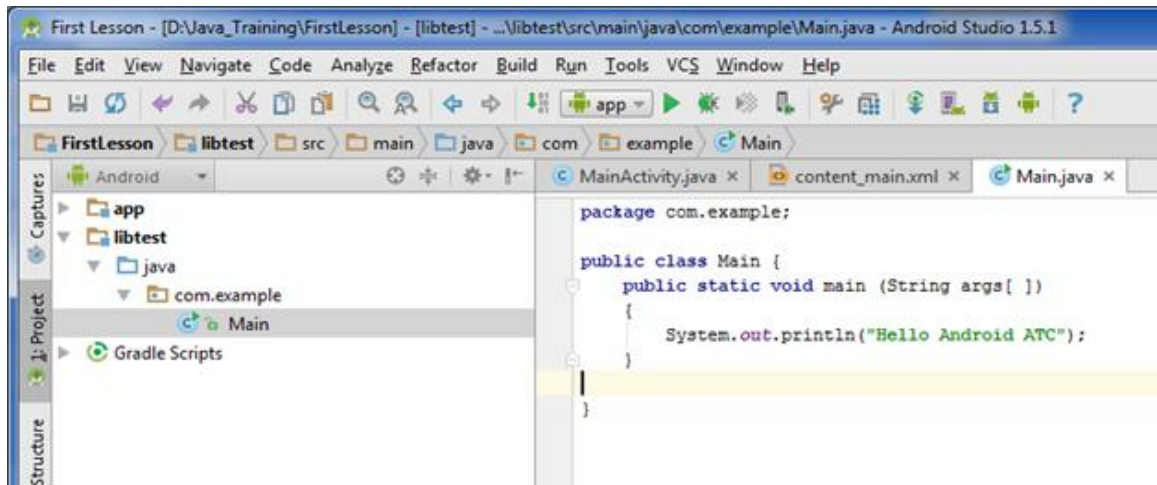 First Lesson - [D:\Java_Training\FirstLesson] - [libtest] - ...\libtest\src\main\java\com\example\Main.java - Android Studio 1.5.1
File Edit View Navigate Code Analyze Refactor Build Run Tools VCS Window Help
app
FirstLesson libtest src main java com example Main
Captures
1: Project
Structure
Android
app
libtest
java
com.example
Main
Gradle Scripts
MainActivity.java content_main.xml Main.java
package com.example;
public class Main {
public static void main (String args[ ])
{
System.out.println("Hello Android ATC");
}
}